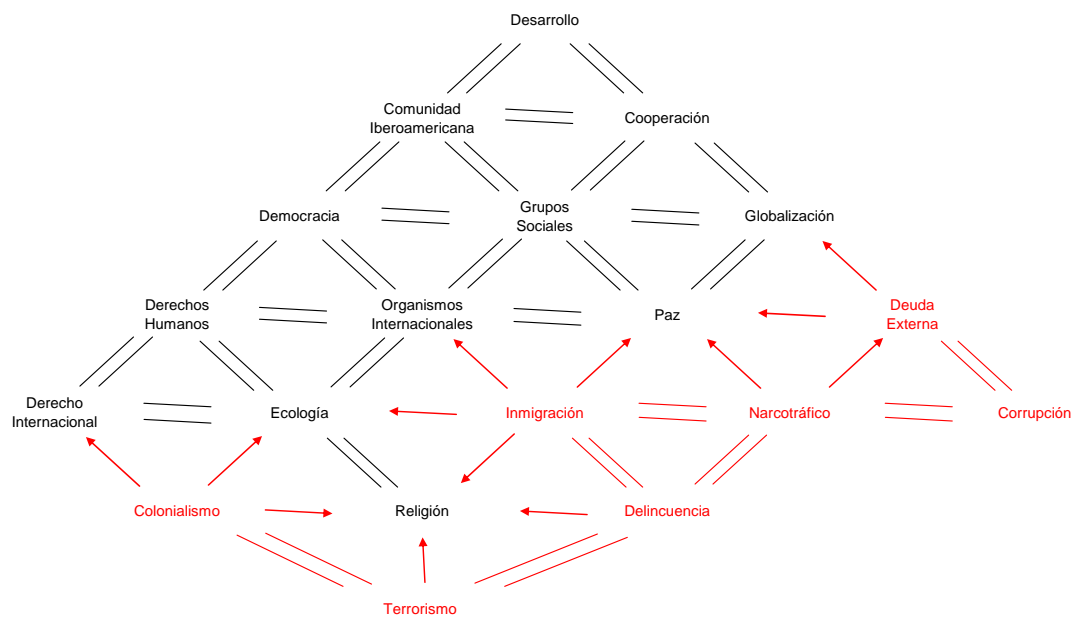 Desarrollo
Comunidad
Iberoamericana
Cooperación
Democracia
Grupos
Sociales
Globalización
Derechos
Humanos
Organismos
Internacionales
Paz
Deuda
Externa
Derecho
Internacional
Ecología
Inmigración
Narcotráfico
Corrupción
Colonialismo
Religión
Delincuencia
Terrorismo